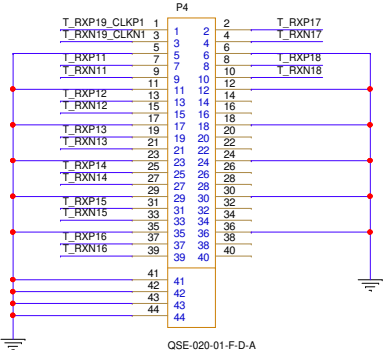 P4
T_RXP19_CLKP1 1 1 2 2 T_RXP17
T_RXN19_CLKN1 3 3 4 4 T_RXN17
5 5 6 6
T_RXP11 7 7 8 8 T_RXP18
T_RXN11 9 9 10 10 T_RXN18
11 11 12 12
T_RXP12 13 13 14 14
T_RXN12 15 15 16 16
17 17 18 18
T_RXP13 19 19 20 20
T_RXN13 21 21 22 22
23 23 24 24
T_RXP14 25 25 26 26
T_RXN14 27 27 28 28
29 29 30 30
T_RXP15 31 31 32 32
T_RXN15 33 33 34 34
35 35 36 36
T_RXP16 37 37 38 38
T_RXN16 39 39 40 40
41 41
42 42
43 43
44 44
QSE-020-01-F-D-A